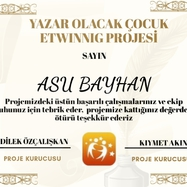 YAZAR OLACAK ÇOCUK
ETWINNIG PROJESİ
SAYIN
ASU BAYHAN
Projemizdeki üstün başarılı çalışmalarınız ve ekip
ruhunuz için tebrik eder. projemize kattığınız değerden
ötürü teşekkür ederiz
DİLEK ÖZÇALIŞKAN
KIYMET AKIN
PROJE KURUCUSU
PROJE KURUCUSU